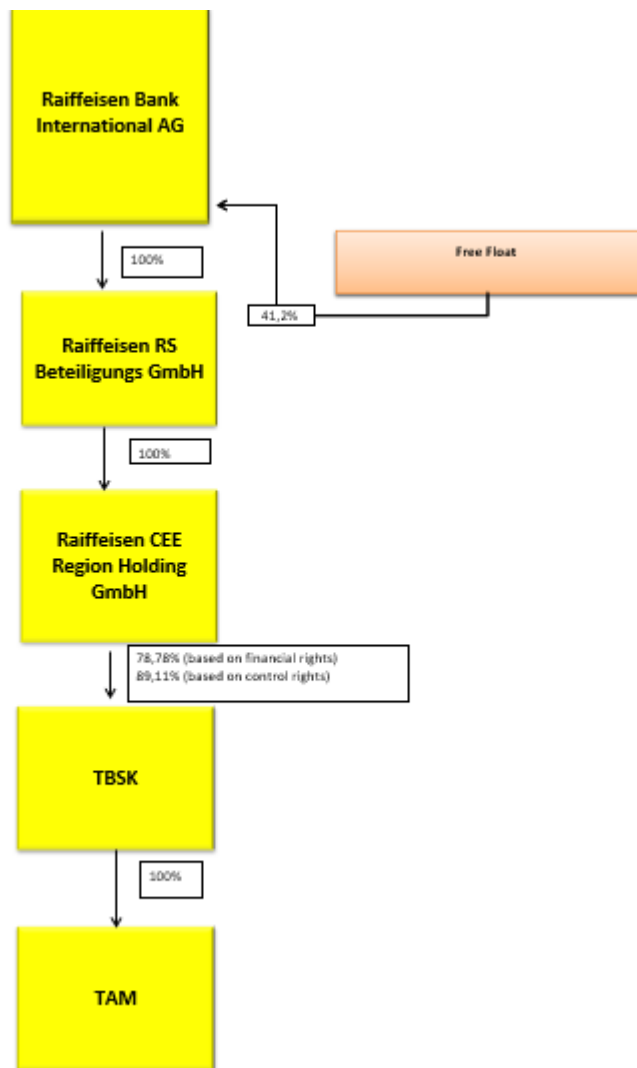 Raiffeisen Bank
International AG
100%
Free Float
41,2%
Raiffeisen RS
Beteiligungs GmbH
100%
Raiffeisen CEE
Region Holding
GmbH
78,78% (based on financial rights)
89,11% (based on control rights)
TBSK
100%
TAM